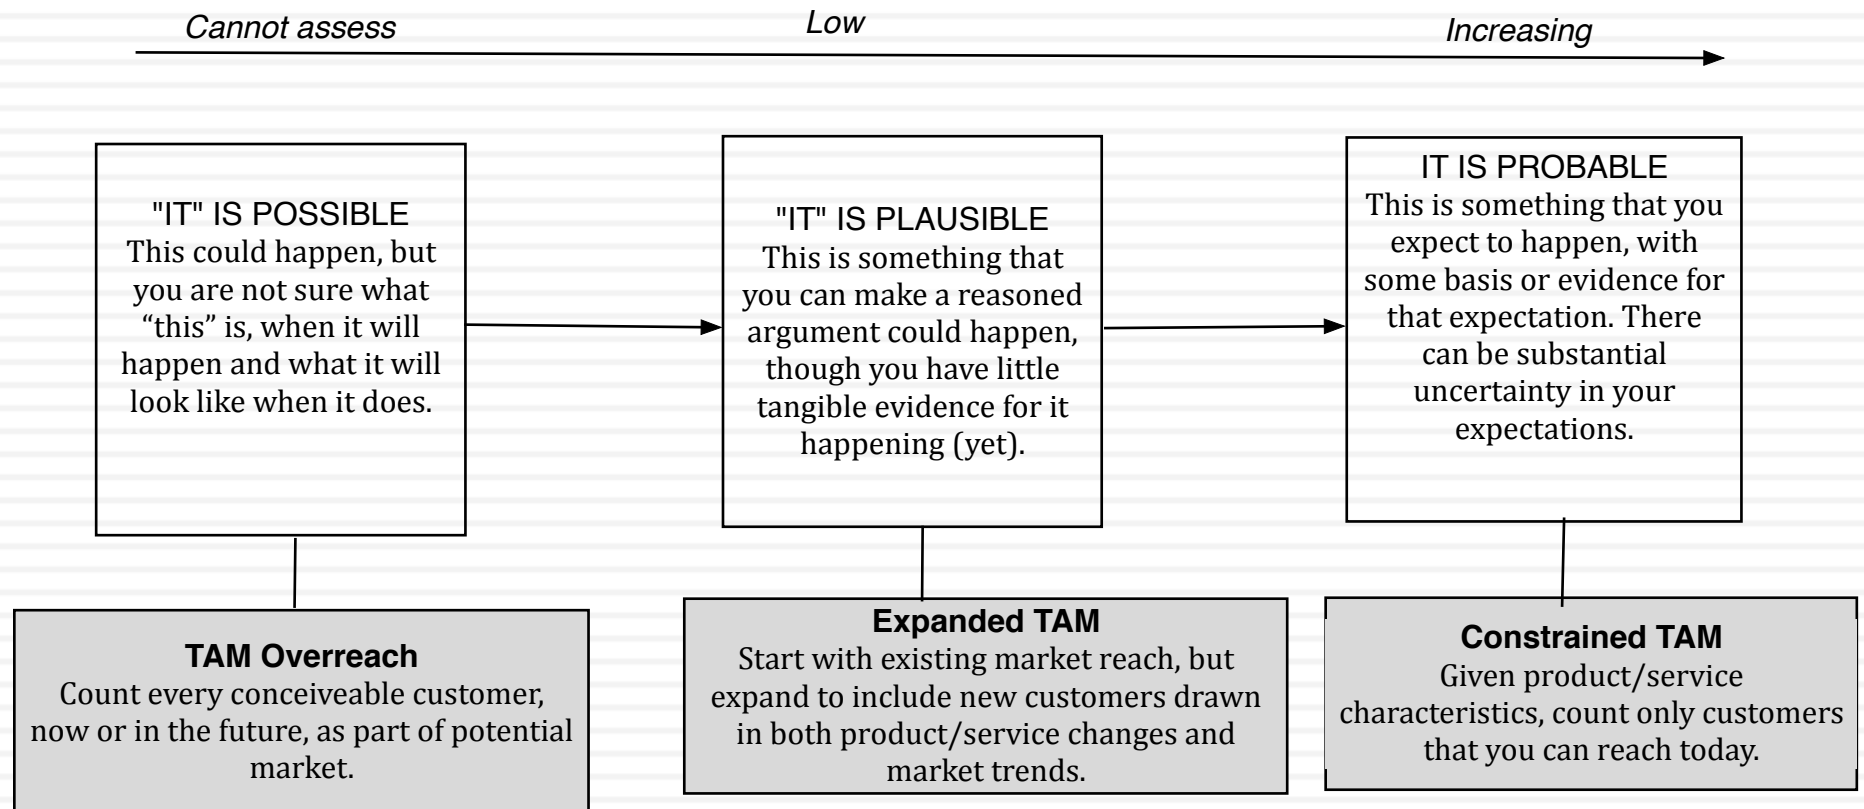 Cannot assess
Low
Increasing
"IT" IS POSSIBLE
This could happen, but
you are not sure what
“this” is, when it will
happen and what it will
look like when it does.
"IT" IS PLAUSIBLE
This is something that
you can make a reasoned
argument could happen,
though you have little
tangible evidence for it
happening (yet).
IT IS PROBABLE
This is something that you
expect to happen, with
some basis or evidence for
that expectation. There
can be substantial
uncertainty in your
expectations.
TAM Overreach
Count every conceiveable customer,
now or in the future, as part of potential
market.
Expanded TAM
Start with existing market reach, but
expand to include new customers drawn
in both product/service changes and
market trends.
Constrained TAM
Given product/service
characteristics, count only customers
that you can reach today.